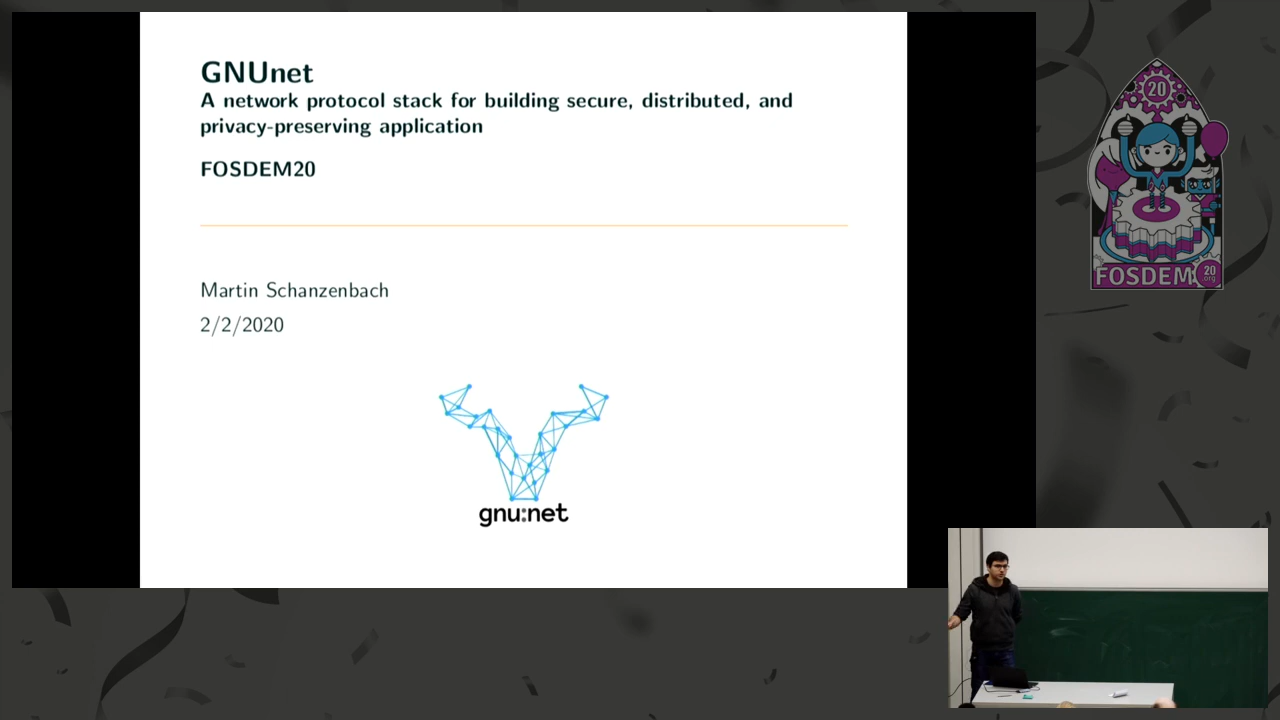 GNUnet
A network protocol stack for building secure, distributed, and
privacy-preserving application
FOSDEM20
Martin Schanzenbach
2/2/2020
gnu:net
20
FOSDEM
20
.org